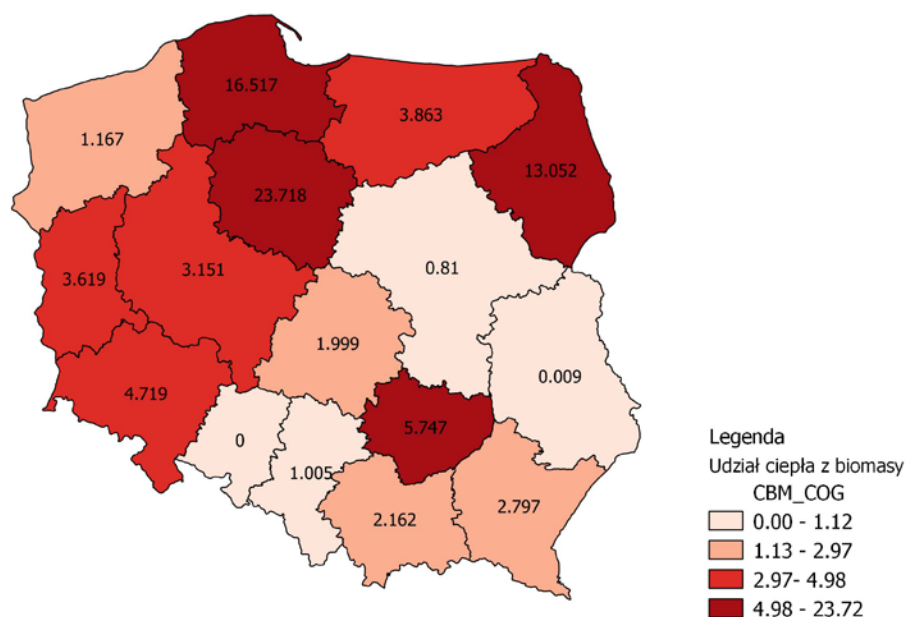 16.517
3.863
1.167
13.052
23.718
0.81
3.151
3.619
1.999
0.009
4.719
5.747
0
1.005
2.797
2.162
Legenda
Udział ciepła z biomasy
CBM_COG
0.00 - 1.12
1.13 - 2.97
2.97- 4.98
4.98 - 23.72